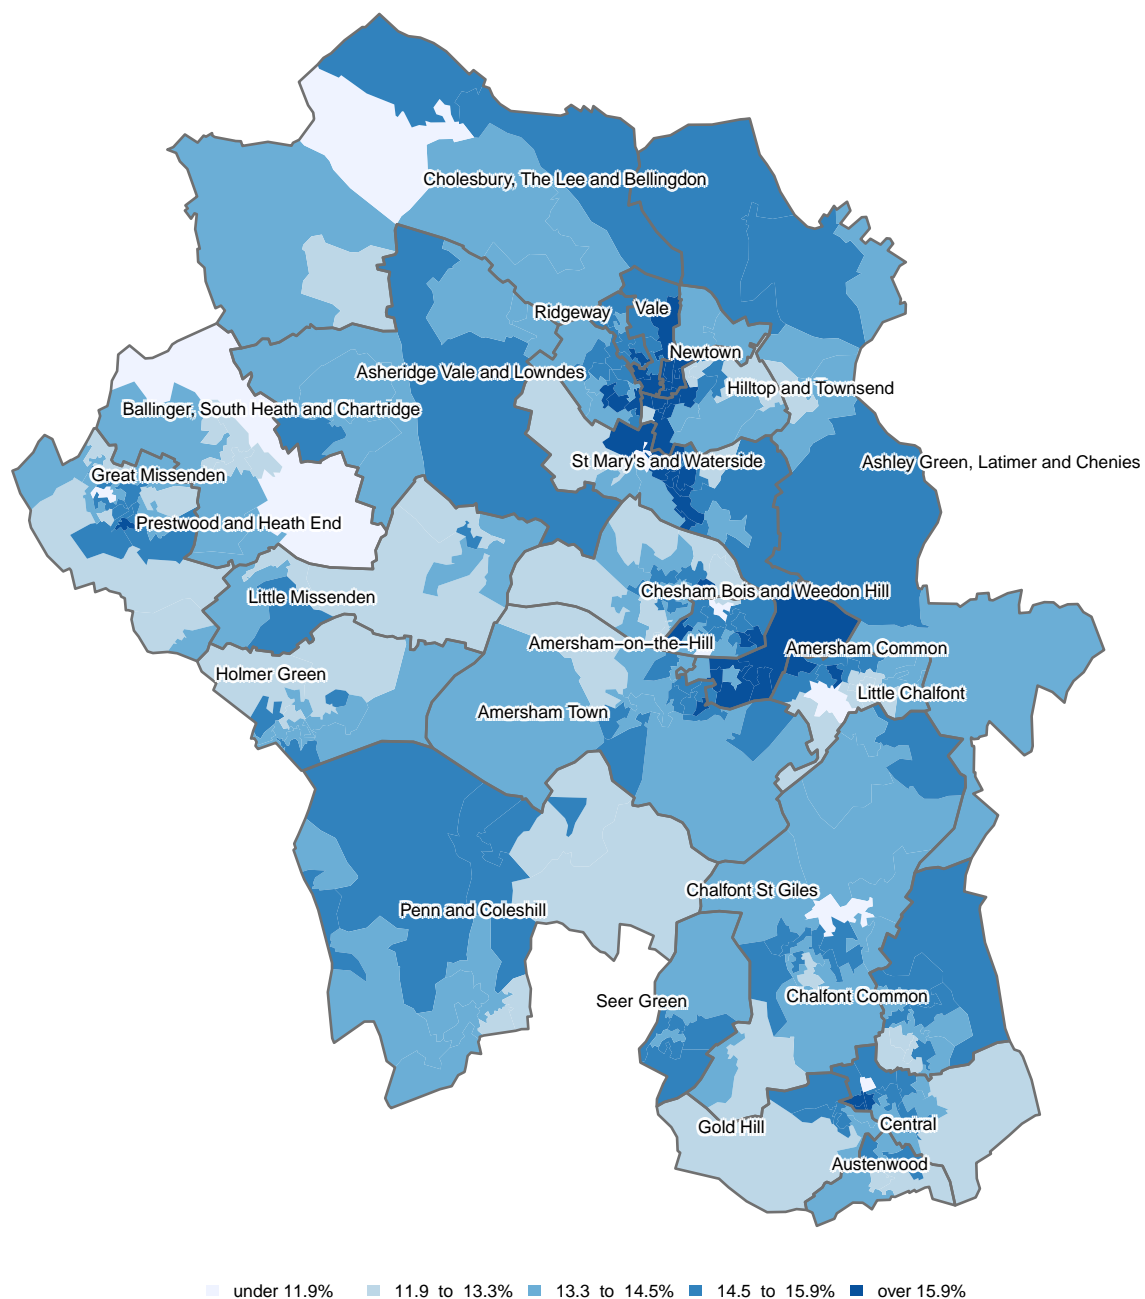 Cholesbury, The Lee and Bellingdon
Ridgeway
Vale
Newtown
Asheridge Vale and Lowndes
Hilltop and Townsend
Ballinger, South Heath and Chartridge
St Mary's and Waterside
Ashley Green, Latimer and Chenies
Great Missenden
Prestwood and Heath End
Little Missenden
Chesham Bois and Weedon Hill
Amersham−on−the−Hill
Amersham Common
Holmer Green
Little Chalfont
Amersham Town
Chalfont St Giles
Penn and Coleshill
Seer Green
Chalfont Common
Gold Hill
Central
Austenwood
under 11.9% 11.9 to 13.3% 13.3 to 14.5% 14.5 to 15.9% over 15.9%